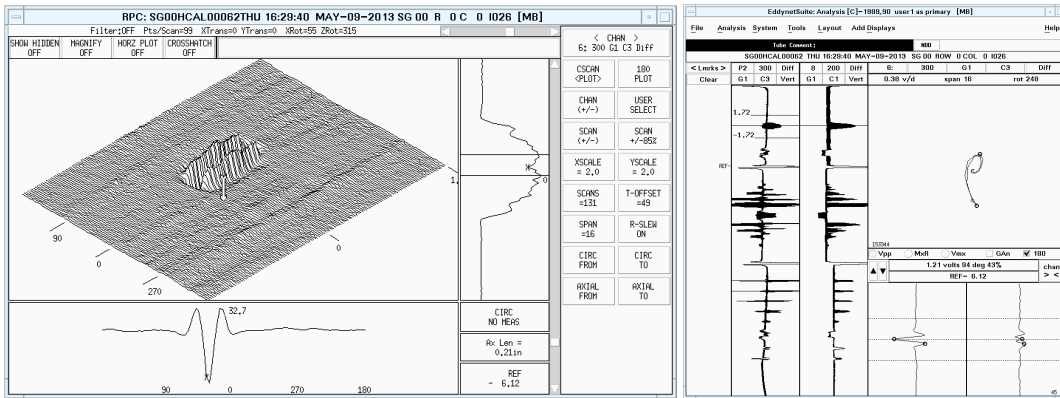 RPC: SG00HCAL00062THU 16:29:40 MAY-09-2013 SG 00 R 0 C 0 I026 [MB]
Filter:OFF Pts/Scan=99 XTrans=0 YTrans=0 XRot=55 ZRot=315
SHOW HIDDEN OFF
MAGNIFY OFF
HORZ PLOT OFF
CROSSHATCH OFF
90
0
270
0
1.
0
32.7
90
0
270
180
CIRC
NO MEAS
Ax Len =
0.21in
REF
- 6.12
< CHAN >
6: 300 G1 C3 Diff
CSCAN <PLOT>
180 PLOT
CHAN (+/-)
USER SELECT
SCAN (+/-)
SCAN +/-85%
XSCALE = 2.0
YSCALE = 2.0
SCANS =131
T-OFFSET =49
SPAN =16
R-SLEW ON
CIRC FROM
CIRC TO
AXIAL FROM
AXIAL TO
EddynetSuite: Analysis [C]-1989,90 user1 as primary [MB]
File Analysis System Tools Layout Add Displays Help
Tube Comment: NDD
SG00HCAL00062 THU 16:29:40 MAY-09-2013 SG 00 ROW 0 COL 0 I026
< Lmrks > P2 300 Diff 8 200 Diff 6: 300 G1 C3 Diff
Clear G1 C3 Vert G1 C1 Vert 0.38 v/d span 16 rot 248
1.72
-1.72
REF-
153944
Vpp MxR Vmx GAn 180
1.21 volts 94 deg 43% chan
REF- 6.12 > <
45